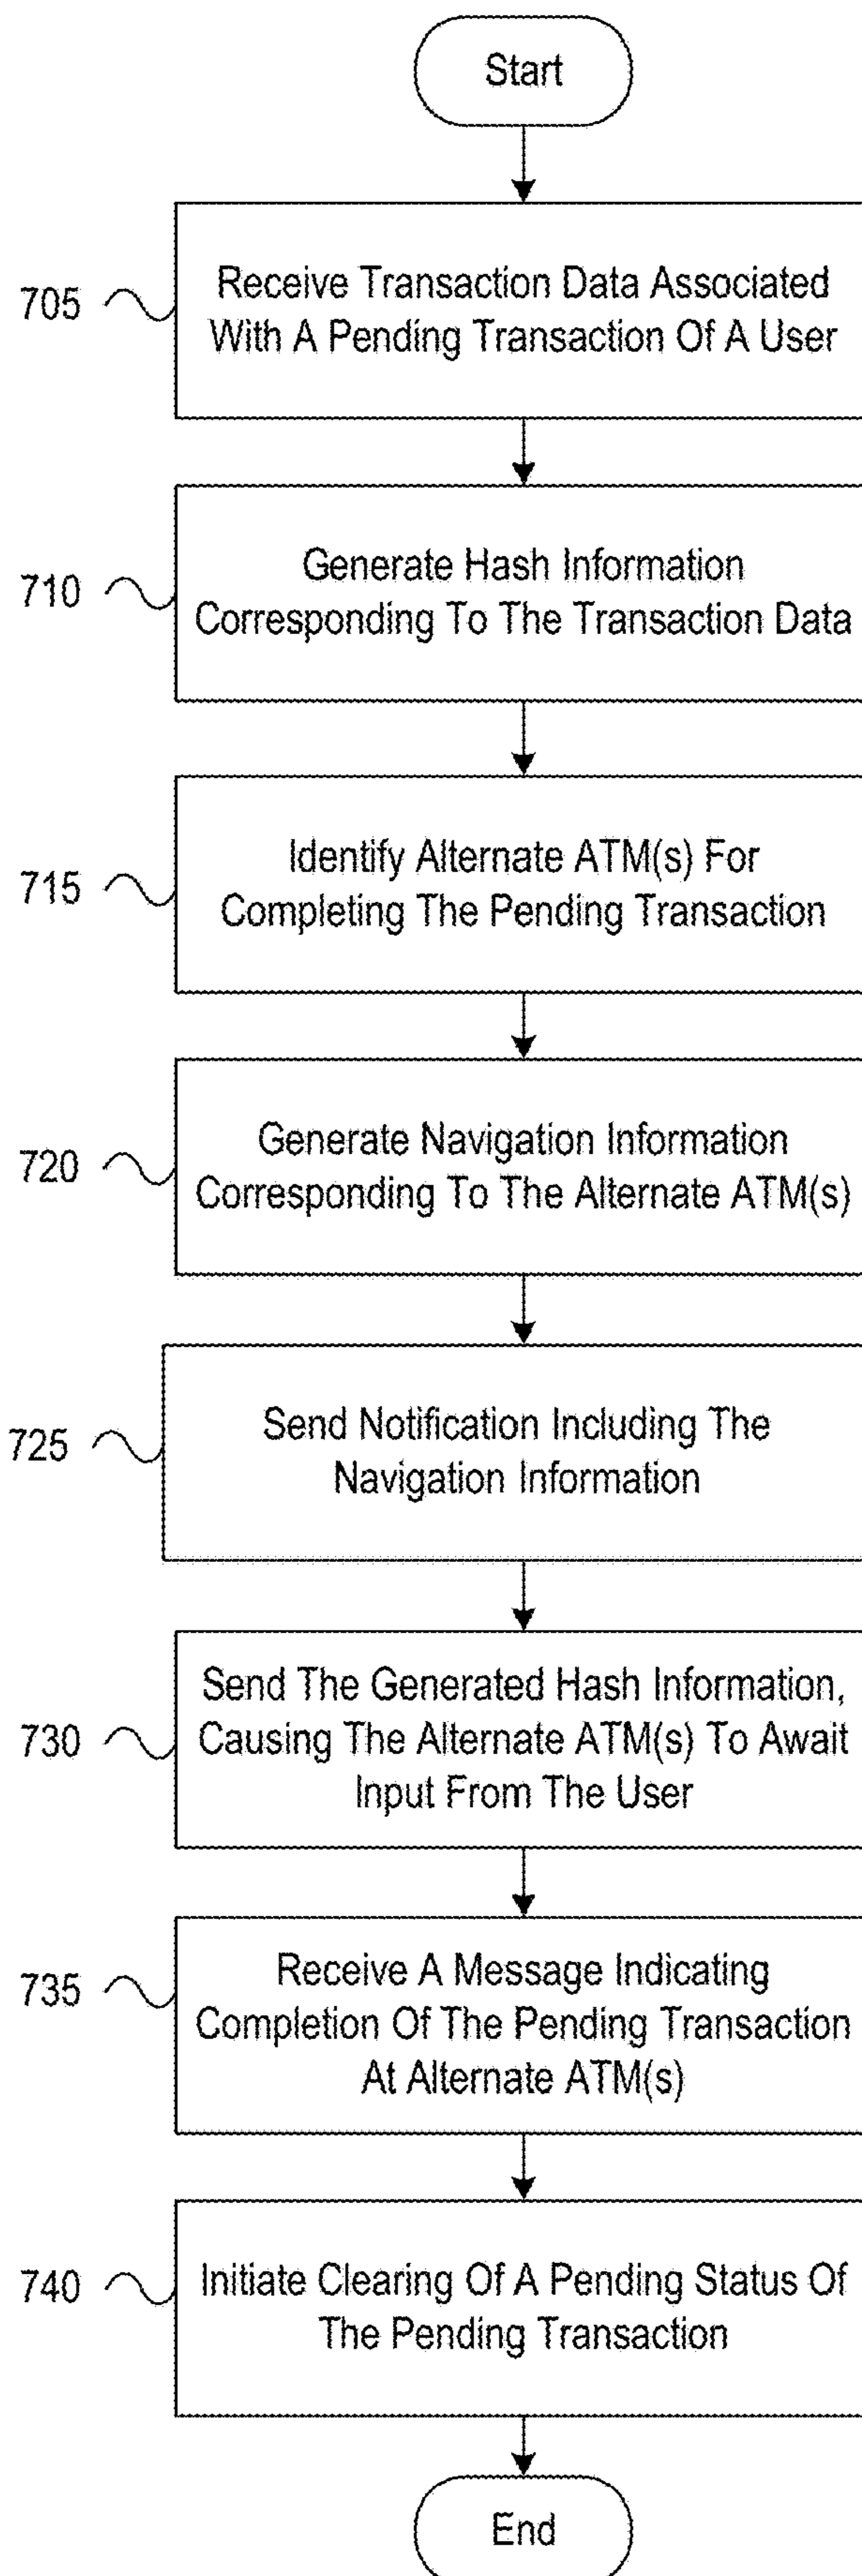 Start
705
Receive Transaction Data Associated
With A Pending Transaction Of A User
710
Generate Hash Information
Corresponding To The Transaction Data
715
Identify Alternate ATM(s) For
Completing The Pending Transaction
720
Generate Navigation Information
Corresponding To The Alternate ATM(s)
725
Send Notification Including The
Navigation Information
730
Send The Generated Hash Information,
Causing The Alternate ATM(s) To Await
Input From The User
735
Receive A Message Indicating
Completion Of The Pending Transaction
At Alternate ATM(s)
740
Initiate Clearing Of A Pending Status Of
The Pending Transaction
End